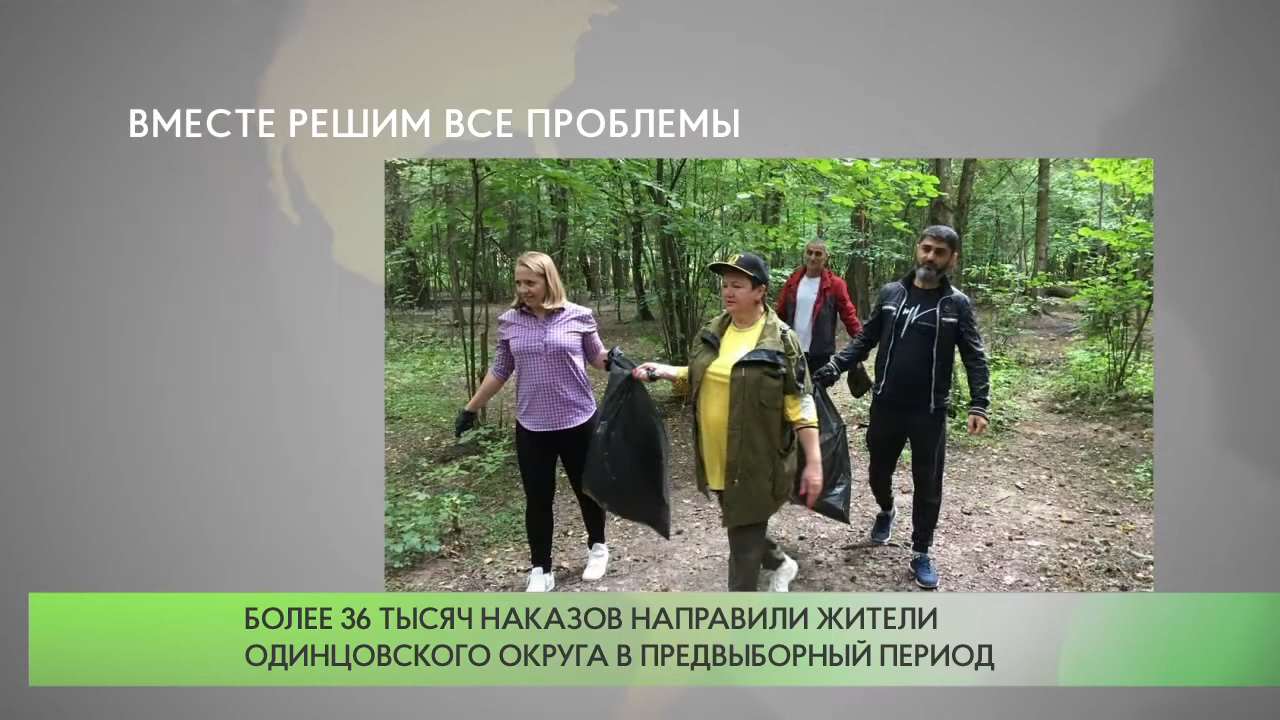 ВМЕСТЕ РЕШИМ ВСЕ ПРОБЛЕМЫ
БОЛЕЕ 36 ТЫСЯЧ НАКАЗОВ НАПРАВИЛИ ЖИТЕЛИ
ОДИНЦОВСКОГО ОКРУГА В ПРЕДВЫБОРНЫЙ ПЕРИОД